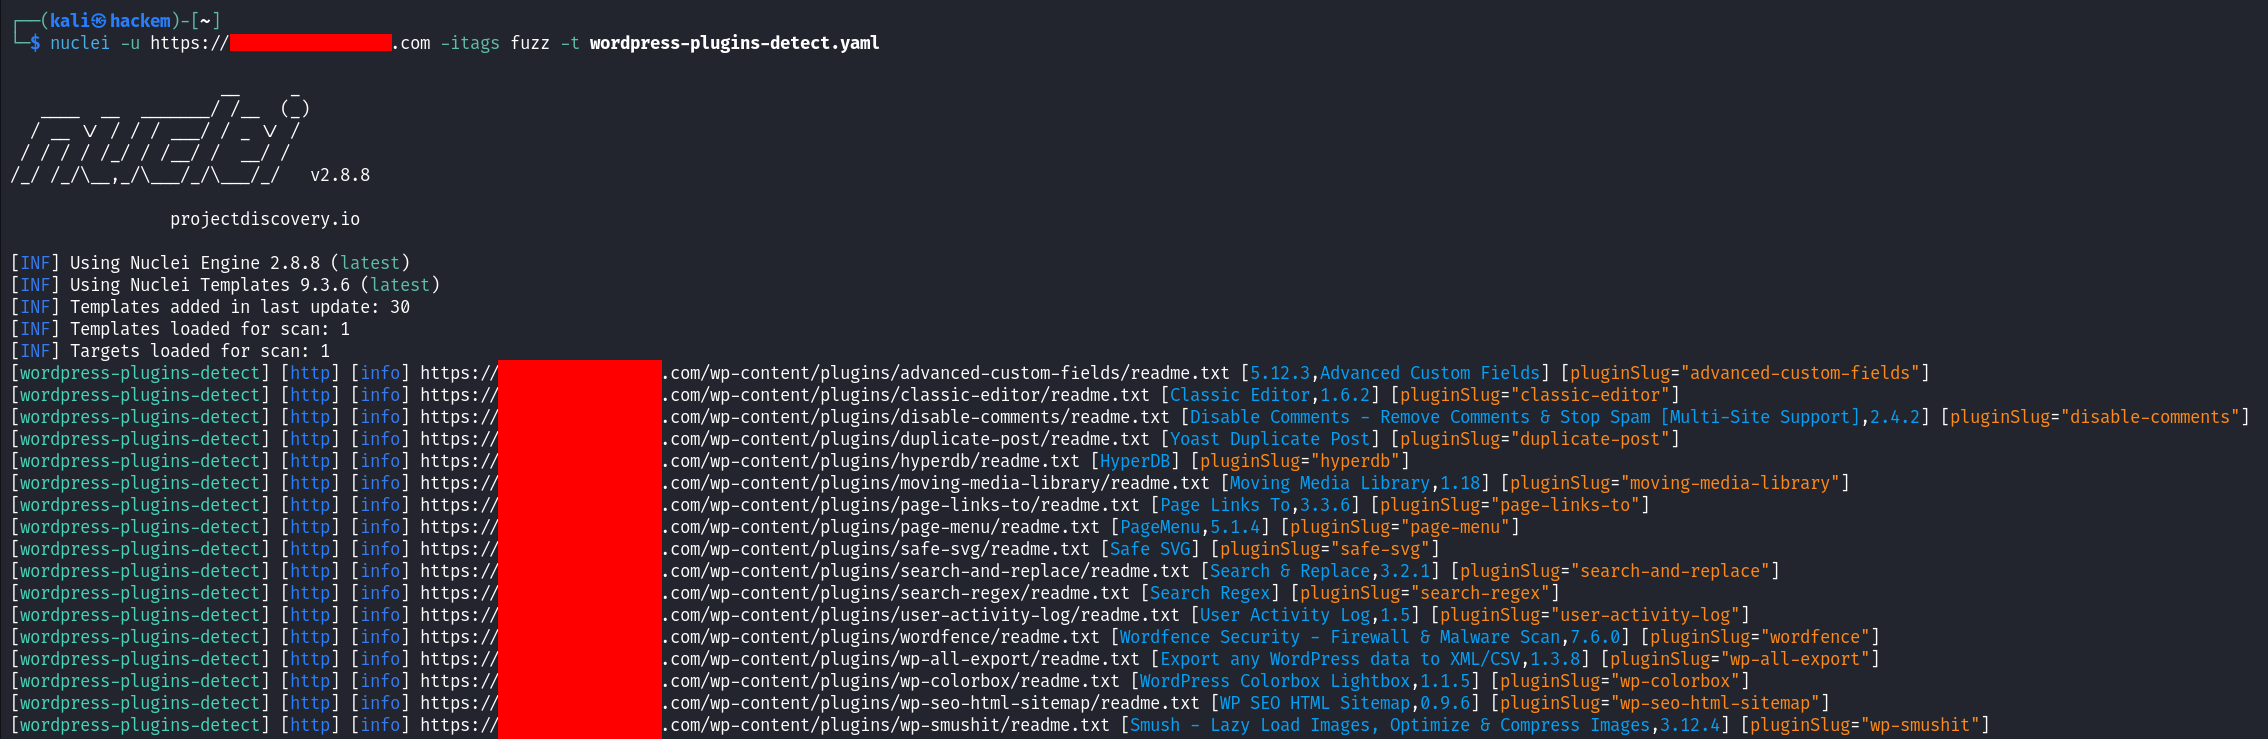 ┌──(kali㉿hackem)-[~]
└─$ nuclei -u https://.com -itags fuzz -t wordpress-plugins-detect.yaml
v2.8.8
projectdiscovery.io
[INF] Using Nuclei Engine 2.8.8 (latest)
[INF] Using Nuclei Templates 9.3.6 (latest)
[INF] Templates added in last update: 30
[INF] Templates loaded for scan: 1
[INF] Targets loaded for scan: 1
[wordpress-plugins-detect] [http] [info] https://.com/wp-content/plugins/advanced-custom-fields/readme.txt [5.12.3,Advanced Custom Fields] [pluginSlug="advanced-custom-fields"]
[wordpress-plugins-detect] [http] [info] https://.com/wp-content/plugins/classic-editor/readme.txt [Classic Editor,1.6.2] [pluginSlug="classic-editor"]
[wordpress-plugins-detect] [http] [info] https://.com/wp-content/plugins/disable-comments/readme.txt [Disable Comments – Remove Comments & Stop Spam [Multi-Site Support],2.4.2] [pluginSlug="disable-comments"]
[wordpress-plugins-detect] [http] [info] https://.com/wp-content/plugins/duplicate-post/readme.txt [Yoast Duplicate Post] [pluginSlug="duplicate-post"]
[wordpress-plugins-detect] [http] [info] https://.com/wp-content/plugins/hyperdb/readme.txt [HyperDB] [pluginSlug="hyperdb"]
[wordpress-plugins-detect] [http] [info] https://.com/wp-content/plugins/moving-media-library/readme.txt [Moving Media Library,1.18] [pluginSlug="moving-media-library"]
[wordpress-plugins-detect] [http] [info] https://.com/wp-content/plugins/page-links-to/readme.txt [Page Links To,3.3.6] [pluginSlug="page-links-to"]
[wordpress-plugins-detect] [http] [info] https://.com/wp-content/plugins/page-menu/readme.txt [PageMenu,5.1.4] [pluginSlug="page-menu"]
[wordpress-plugins-detect] [http] [info] https://.com/wp-content/plugins/safe-svg/readme.txt [Safe SVG] [pluginSlug="safe-svg"]
[wordpress-plugins-detect] [http] [info] https://.com/wp-content/plugins/search-and-replace/readme.txt [Search & Replace,3.2.1] [pluginSlug="search-and-replace"]
[wordpress-plugins-detect] [http] [info] https://.com/wp-content/plugins/search-regex/readme.txt [Search Regex] [pluginSlug="search-regex"]
[wordpress-plugins-detect] [http] [info] https://.com/wp-content/plugins/user-activity-log/readme.txt [User Activity Log,1.5] [pluginSlug="user-activity-log"]
[wordpress-plugins-detect] [http] [info] https://.com/wp-content/plugins/wordfence/readme.txt [Wordfence Security - Firewall & Malware Scan,7.6.0] [pluginSlug="wordfence"]
[wordpress-plugins-detect] [http] [info] https://.com/wp-content/plugins/wp-all-export/readme.txt [Export any WordPress data to XML/CSV,1.3.8] [pluginSlug="wp-all-export"]
[wordpress-plugins-detect] [http] [info] https://.com/wp-content/plugins/wp-colorbox/readme.txt [WordPress Colorbox Lightbox,1.1.5] [pluginSlug="wp-colorbox"]
[wordpress-plugins-detect] [http] [info] https://.com/wp-content/plugins/wp-seo-html-sitemap/readme.txt [WP SEO HTML Sitemap,0.9.6] [pluginSlug="wp-seo-html-sitemap"]
[wordpress-plugins-detect] [http] [info] https://.com/wp-content/plugins/wp-smushit/readme.txt [Smush – Lazy Load Images, Optimize & Compress Images,3.12.4] [pluginSlug="wp-smushit"]